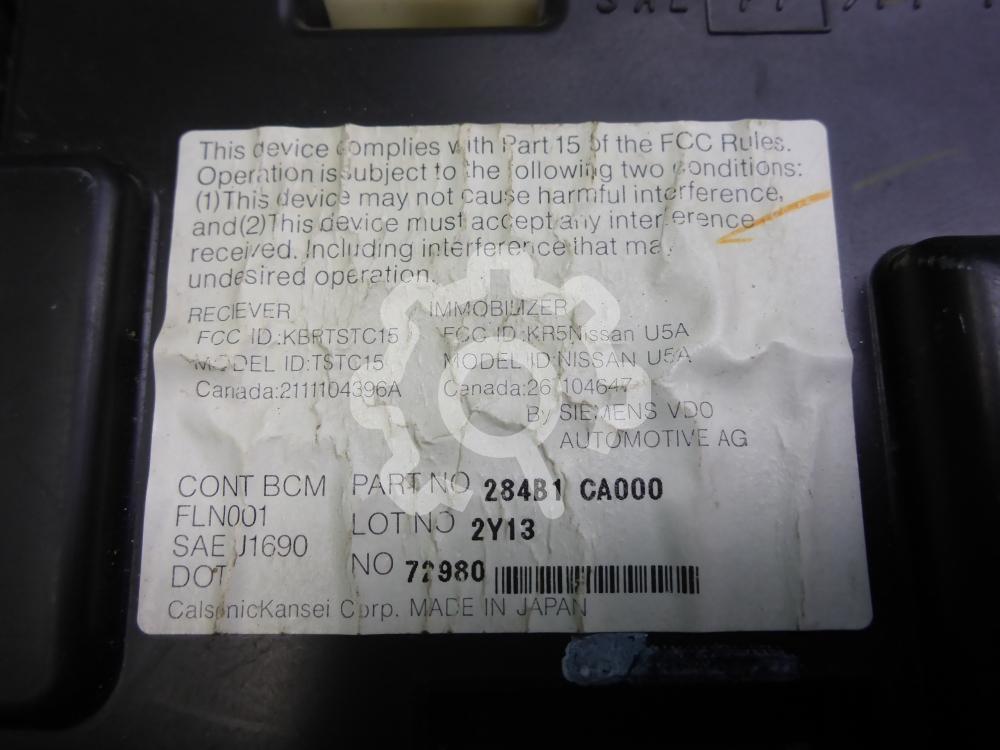 This device complies with Part 15 of the FCC Rules.
Operation is subject to the following two conditions:
(1)This device may not cause harmful interference,
and(2)This device must accept any interference
received. Including interference that may
undesired operation.
RECIEVER IMMOBILIZER
FCC ID:KBRTSTC15 FCC ID:KR5Nissan U5A
MODEL ID:TSTC15 MODEL ID:NISSAN U5A
Canada:2111104396A Canada:267104647
By SIEMENS VDO
AUTOMOTIVE AG
CONT BCM PART NO 284B1 CA000
FLN001 LOT NO 2Y13
SAE J1690
DOT NO 72980
CalsonicKansei Corp. MADE IN JAPAN